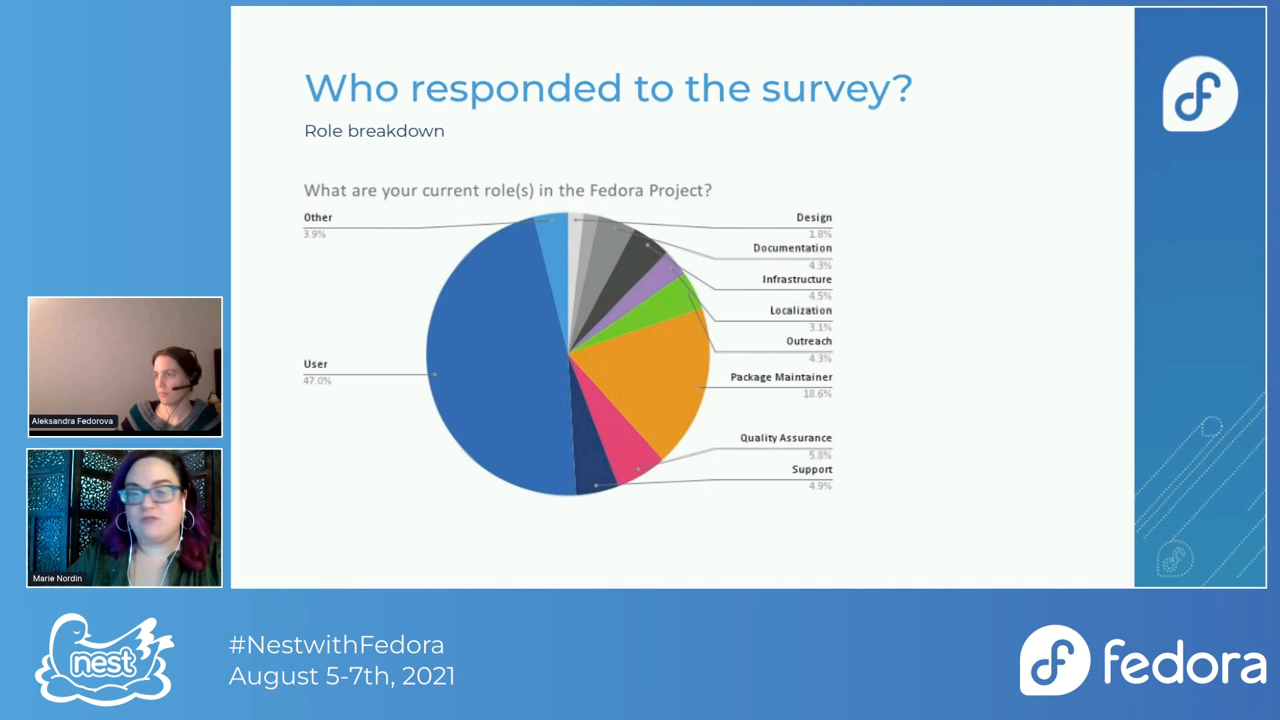 Who responded to the survey?
Role breakdown
What are your current role(s) in the Fedora Project?
Other
3.9%
User
47.0%
Design
1.8%
Documentation
4.3%
Infrastructure
4.5%
Localization
3.1%
Outreach
4.3%
Package Maintainer
18.6%
Quality Assurance
5.8%
Support
4.9%
Aleksandra Fedorova
Marie Nordin
nest
#NestwithFedora
August 5-7th, 2021
fedora